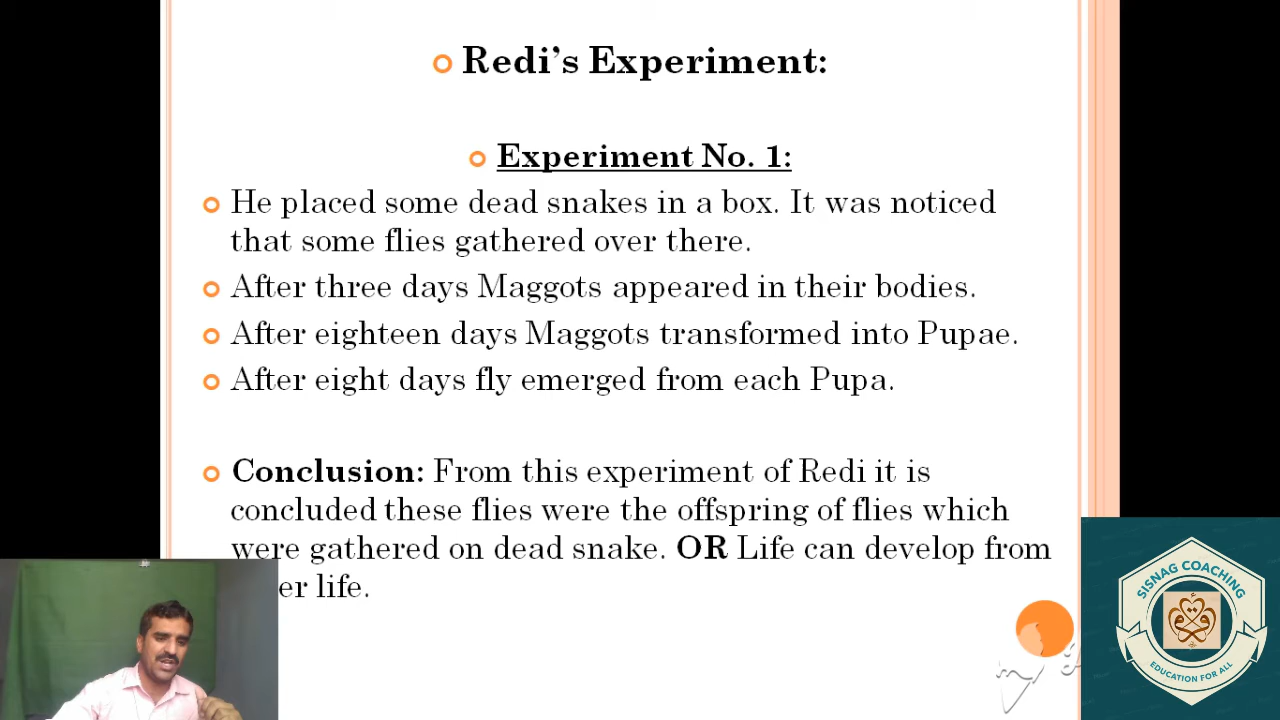 Redi's Experiment:
Experiment No. 1:
He placed some dead snakes in a box. It was noticed
that some flies gathered over there.
After three days Maggots appeared in their bodies.
After eighteen days Maggots transformed into Pupae.
After eight days fly emerged from each Pupa.
Conclusion: From this experiment of Redi it is
concluded these flies were the offspring of flies which
were gathered on dead snake. OR Life can develop from
er life.
SISNAG COACHING
EDUCATION FOR ALL